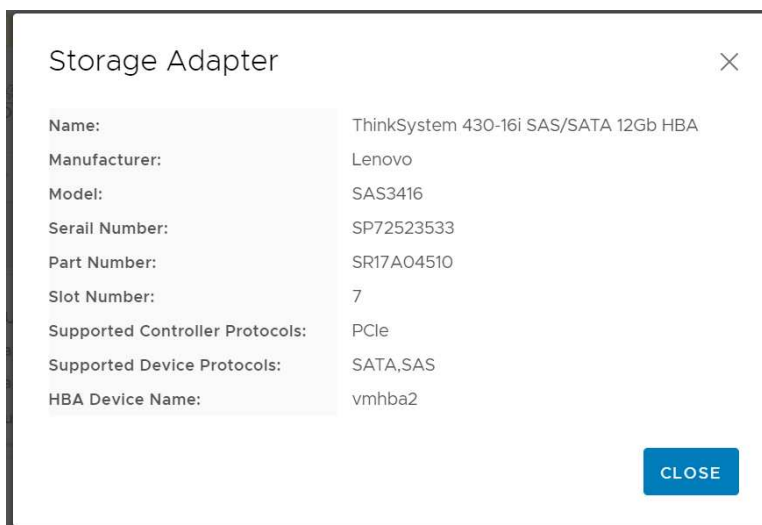 Storage Adapter
Name: ThinkSystem 430-16i SAS/SATA 12Gb HBA
Manufacturer: Lenovo
Model: SAS3416
Serail Number: SP72523533
Part Number: SR17A04510
Slot Number: 7
Supported Controller Protocols: PCIe
Supported Device Protocols: SATA,SAS
HBA Device Name: vmhba2
CLOSE